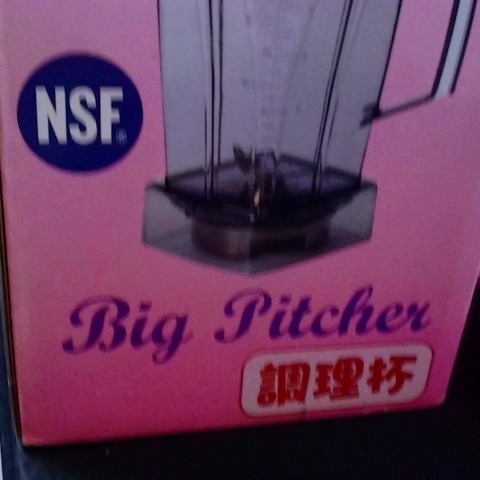 NSF®
Big Pitcher
調理杯